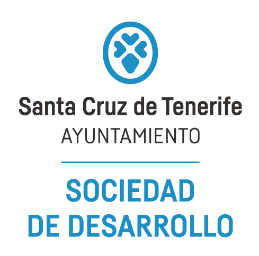 Santa Cruz de Tenerife
AYUNTAMIENTO
SOCIEDAD
DE DESARROLLO